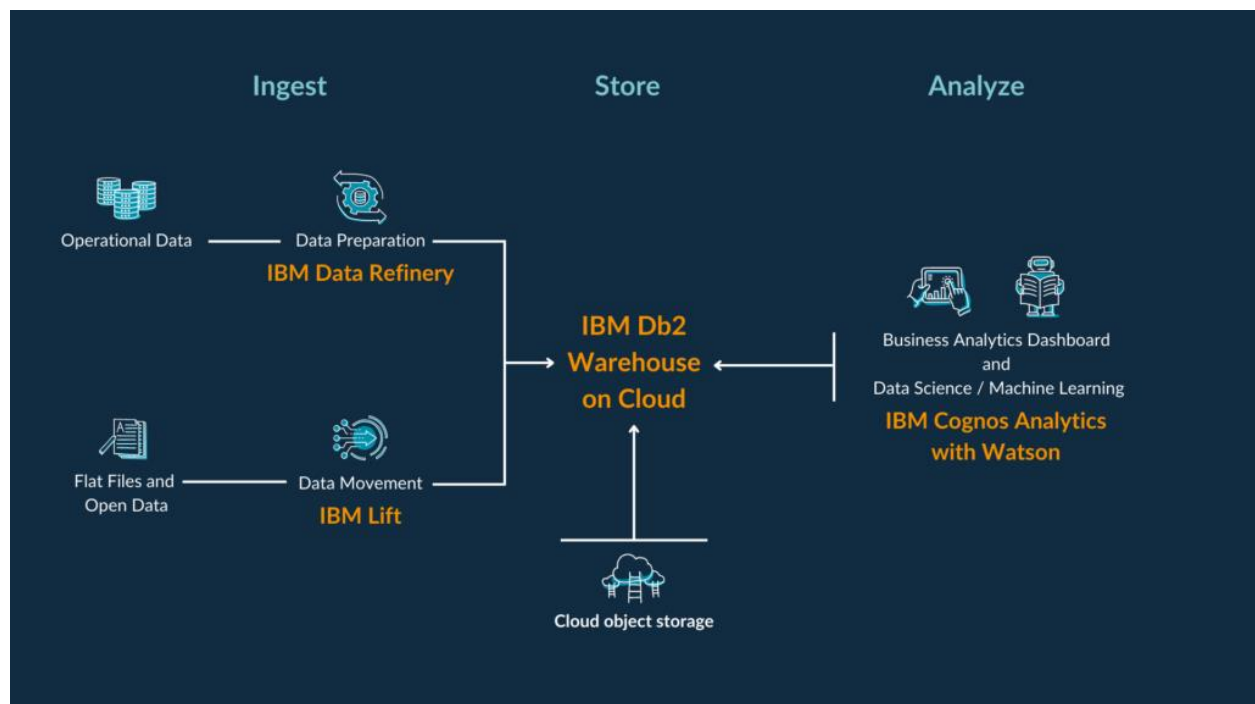 Ingest
Store
Analyze
Operational Data
Data Preparation
IBM Data Refinery
Flat Files and
Open Data
Data Movement
IBM Lift
IBM Db2
Warehouse
on Cloud
Cloud object storage
Business Analytics Dashboard
and
Data Science / Machine Learning
IBM Cognos Analytics
with Watson